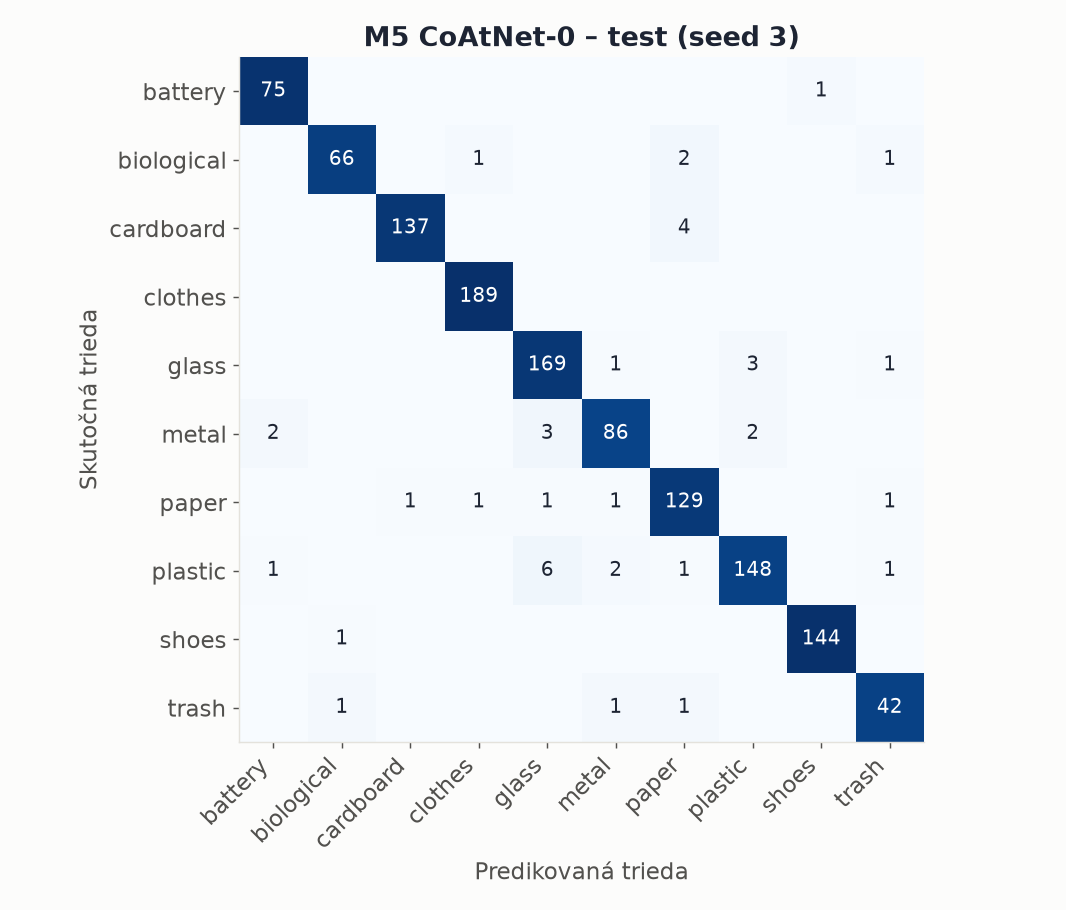 M5 CoAtNet-0 – test (seed 3)
battery 75 1
biological 66 1 2 1
cardboard 137 4
clothes 189
glass 169 1 3 1
metal 2 3 86 2
paper 1 1 1 1 129 1
plastic 1 6 2 1 148 1
shoes 1 144
trash 1 1 1 42
Skutočná trieda
battery biological cardboard clothes glass metal paper plastic shoes trash
Predikovaná trieda